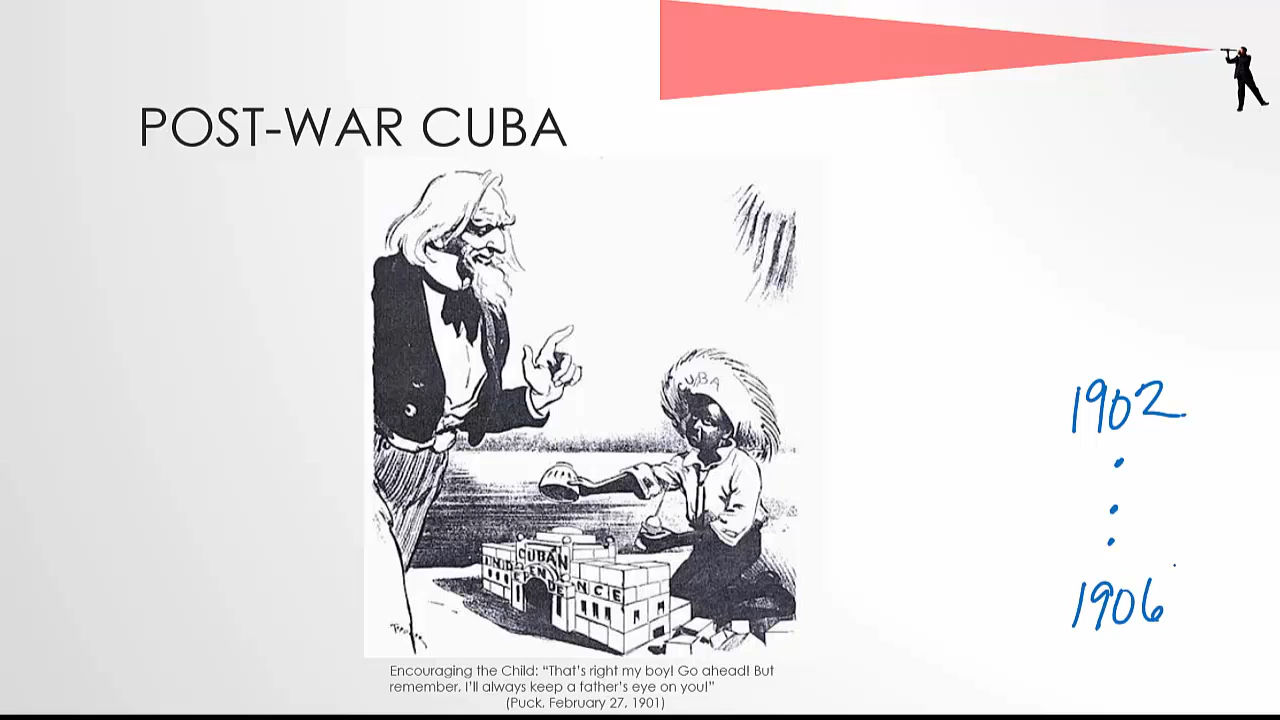 POST-WAR CUBA
CUBA
CUBAN
INDEPENDENCE
1902
1906
Encouraging the Child: “That’s right my boy! Go ahead! But
remember, I’ll always keep a father’s eye on you!”
(Puck, February 27, 1901)